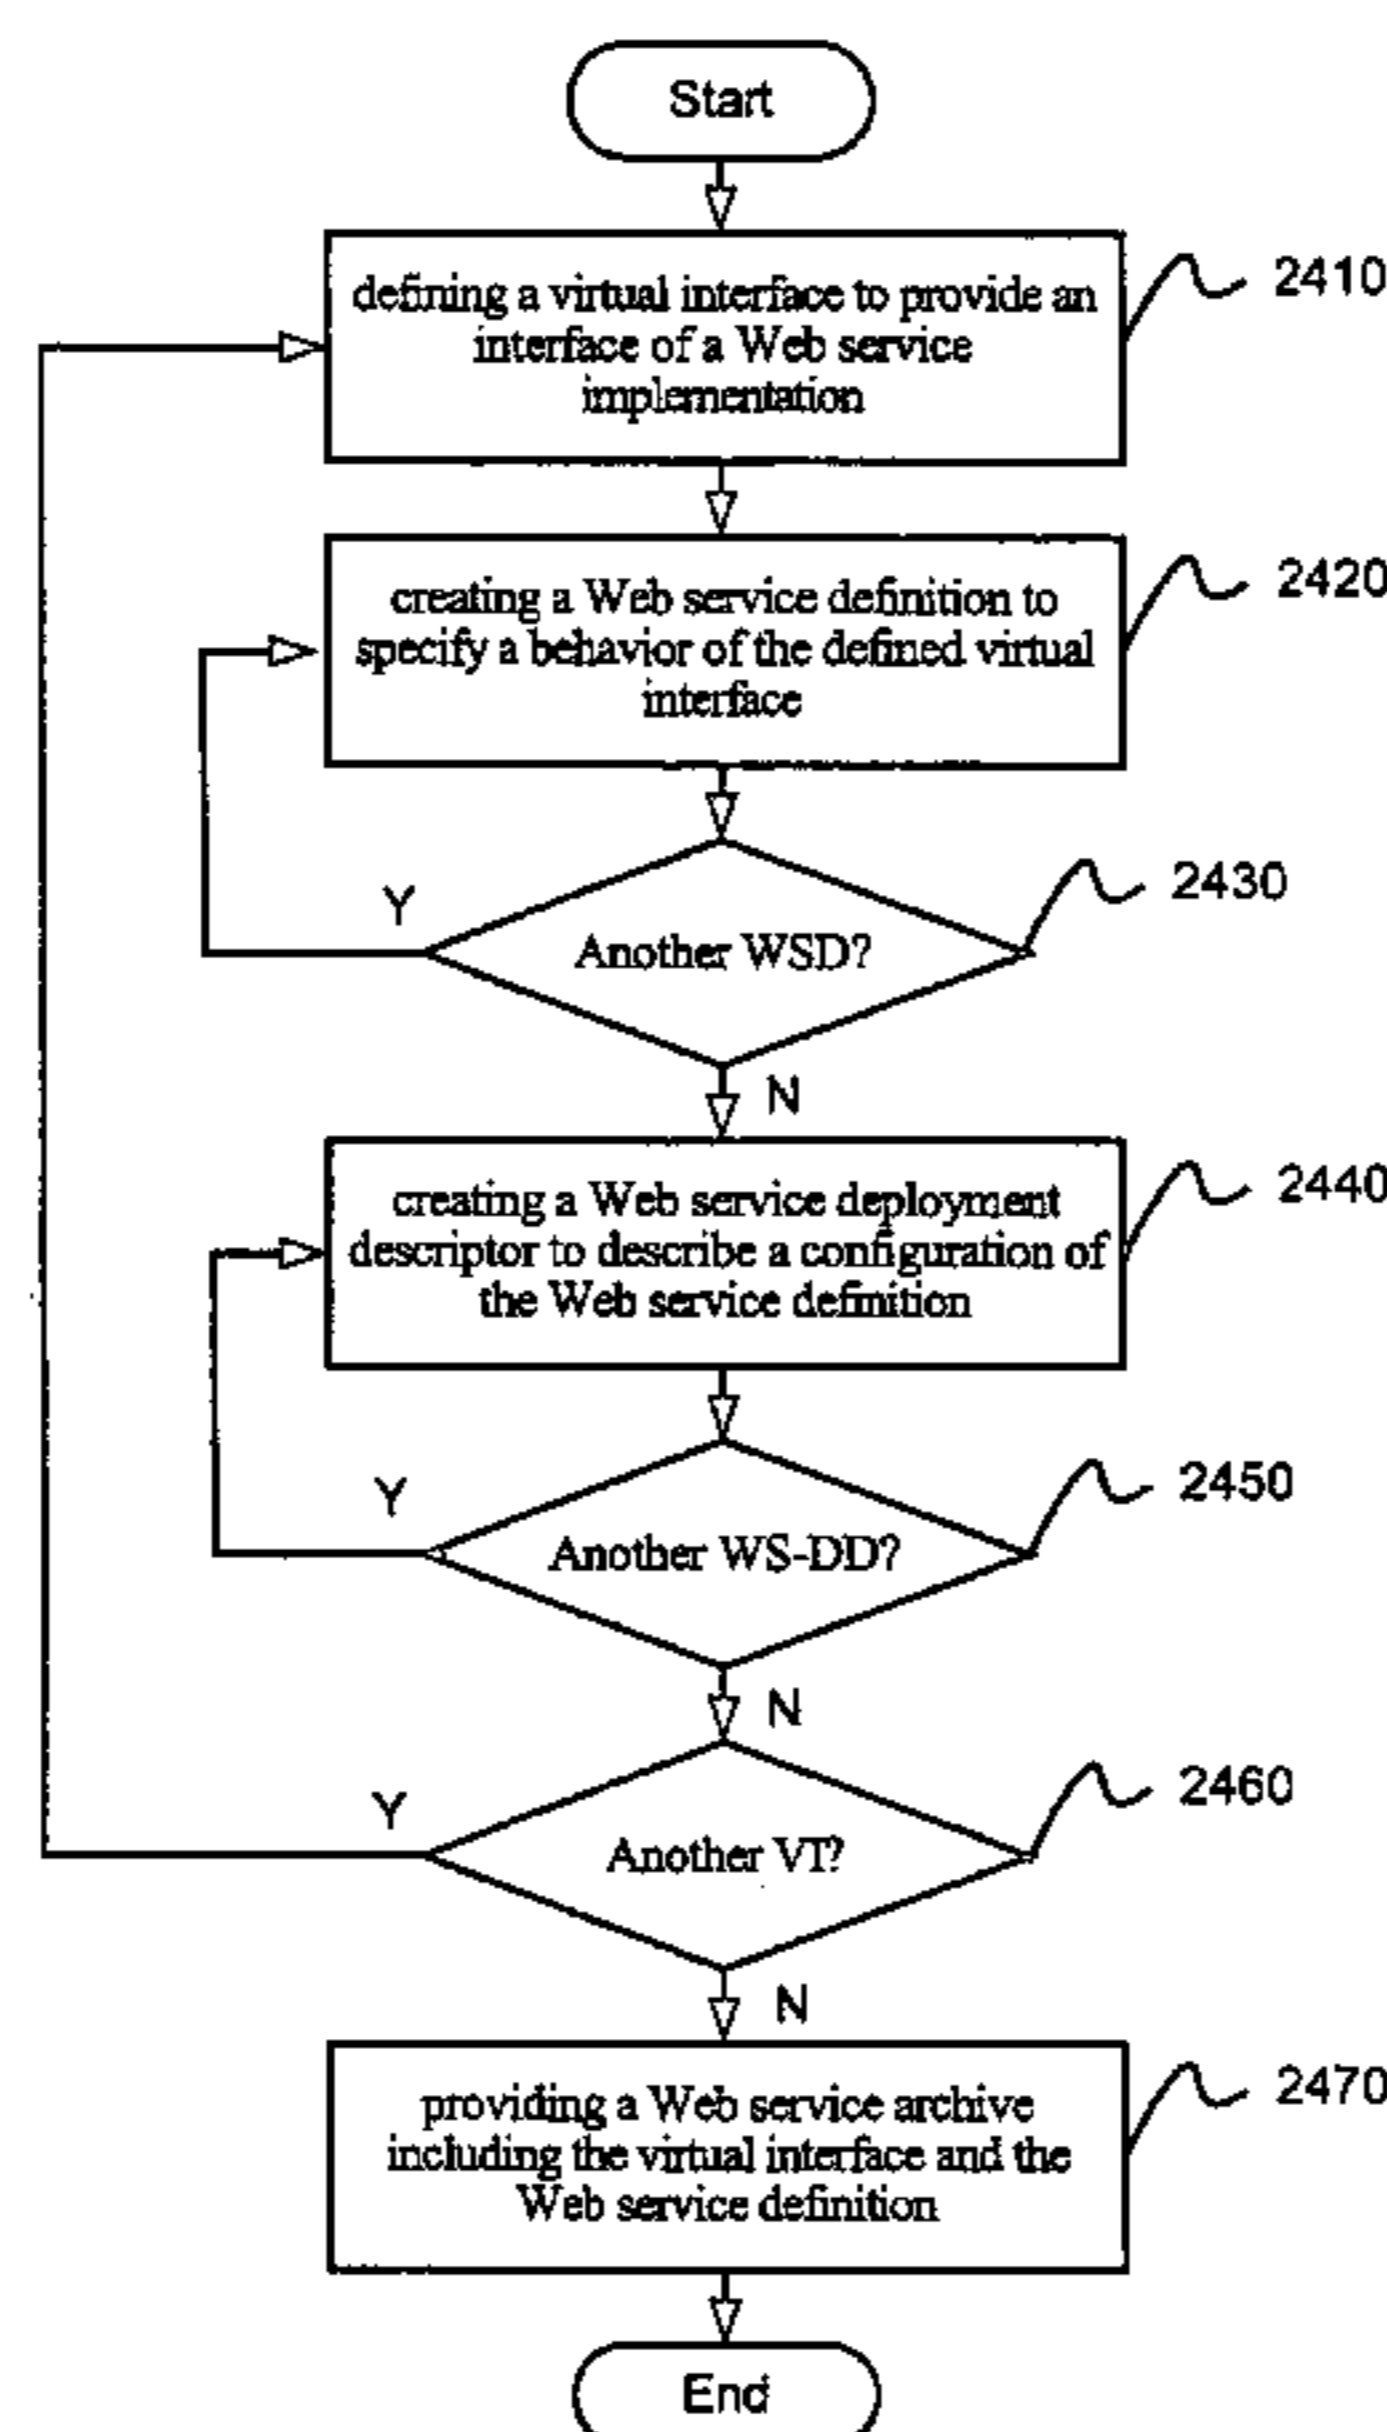 Start
defining a virtual interface to provide an
interface of a Web service
implementation
2410
creating a Web service definition to
specify a behavior of the defined virtual
interface
2420
Another WSD?
2430
Y
N
creating a Web service deployment
descriptor to describe a configuration of
the Web service definition
2440
Another WS-DD?
2450
Y
N
Another VI?
2460
Y
N
providing a Web service archive
including the virtual interface and the
Web service definition
2470
End